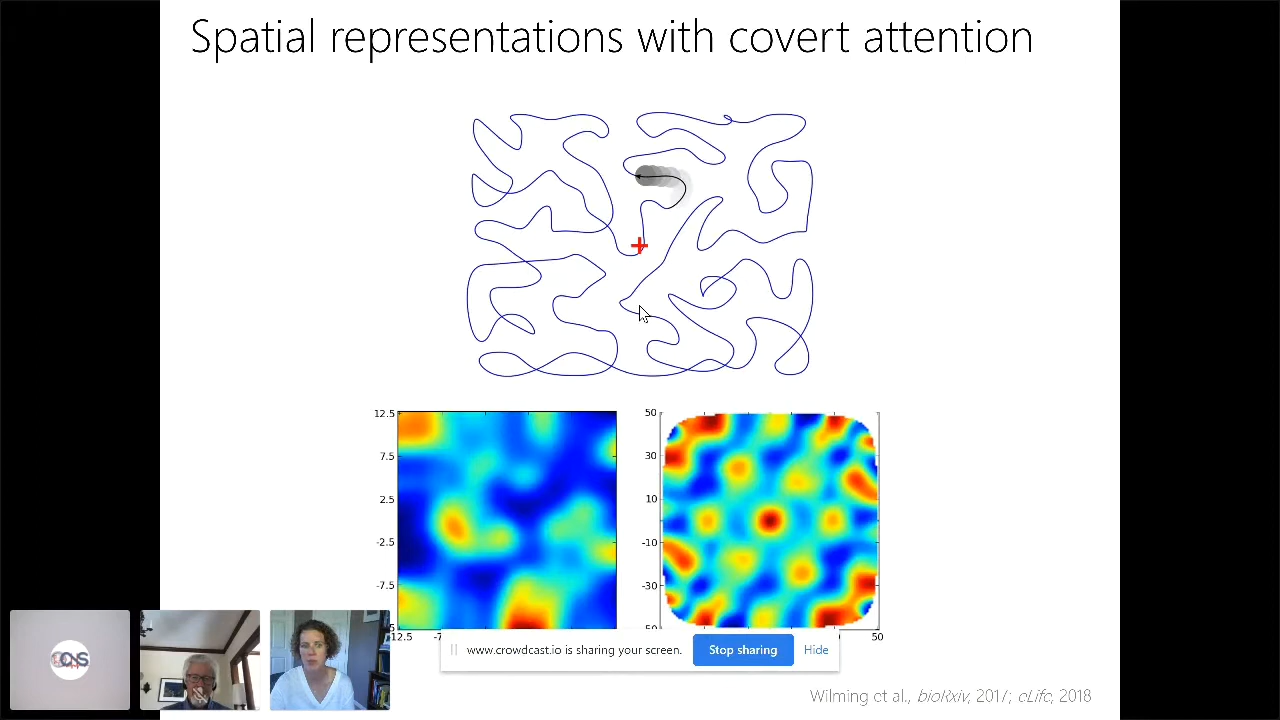 Spatial representations with covert attention
12.5
7.5
2.5
-2.5
-7.5
-12.5
50
30
10
-10
-30
50
www.crowdcast.io is sharing your screen.
Stop sharing
Hide
Wilming et al., bioRxiv, 2017; eLife, 2018